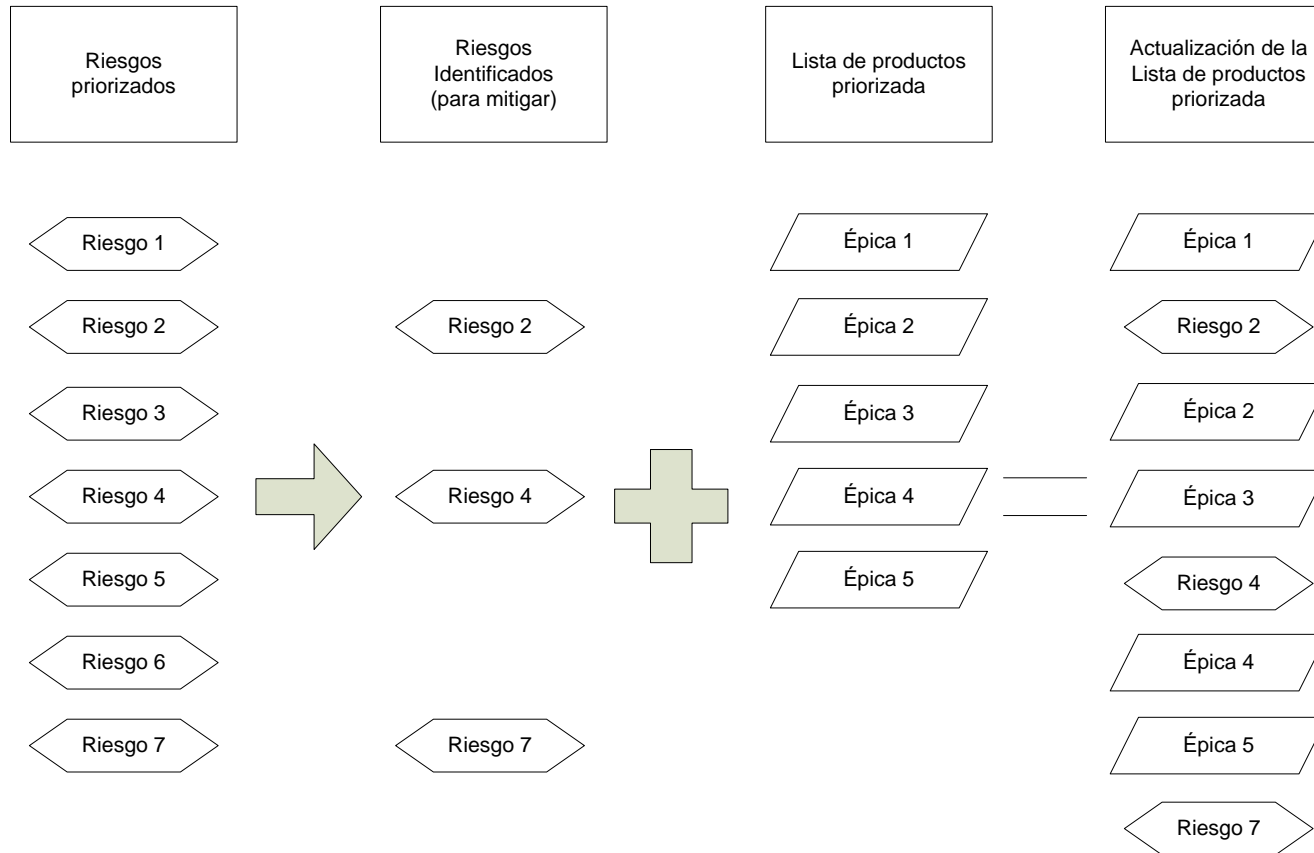 Riesgos
priorizados
Riesgos
Identificados
(para mitigar)
Lista de productos
priorizada
Actualización de la
Lista de productos
priorizada
Riesgo 1
Riesgo 2
Riesgo 3
Riesgo 4
Riesgo 5
Riesgo 6
Riesgo 7
Riesgo 2
Riesgo 4
Riesgo 7
Épica 1
Épica 2
Épica 3
Épica 4
Épica 5
Épica 1
Riesgo 2
Épica 2
Épica 3
Riesgo 4
Épica 4
Épica 5
Riesgo 7